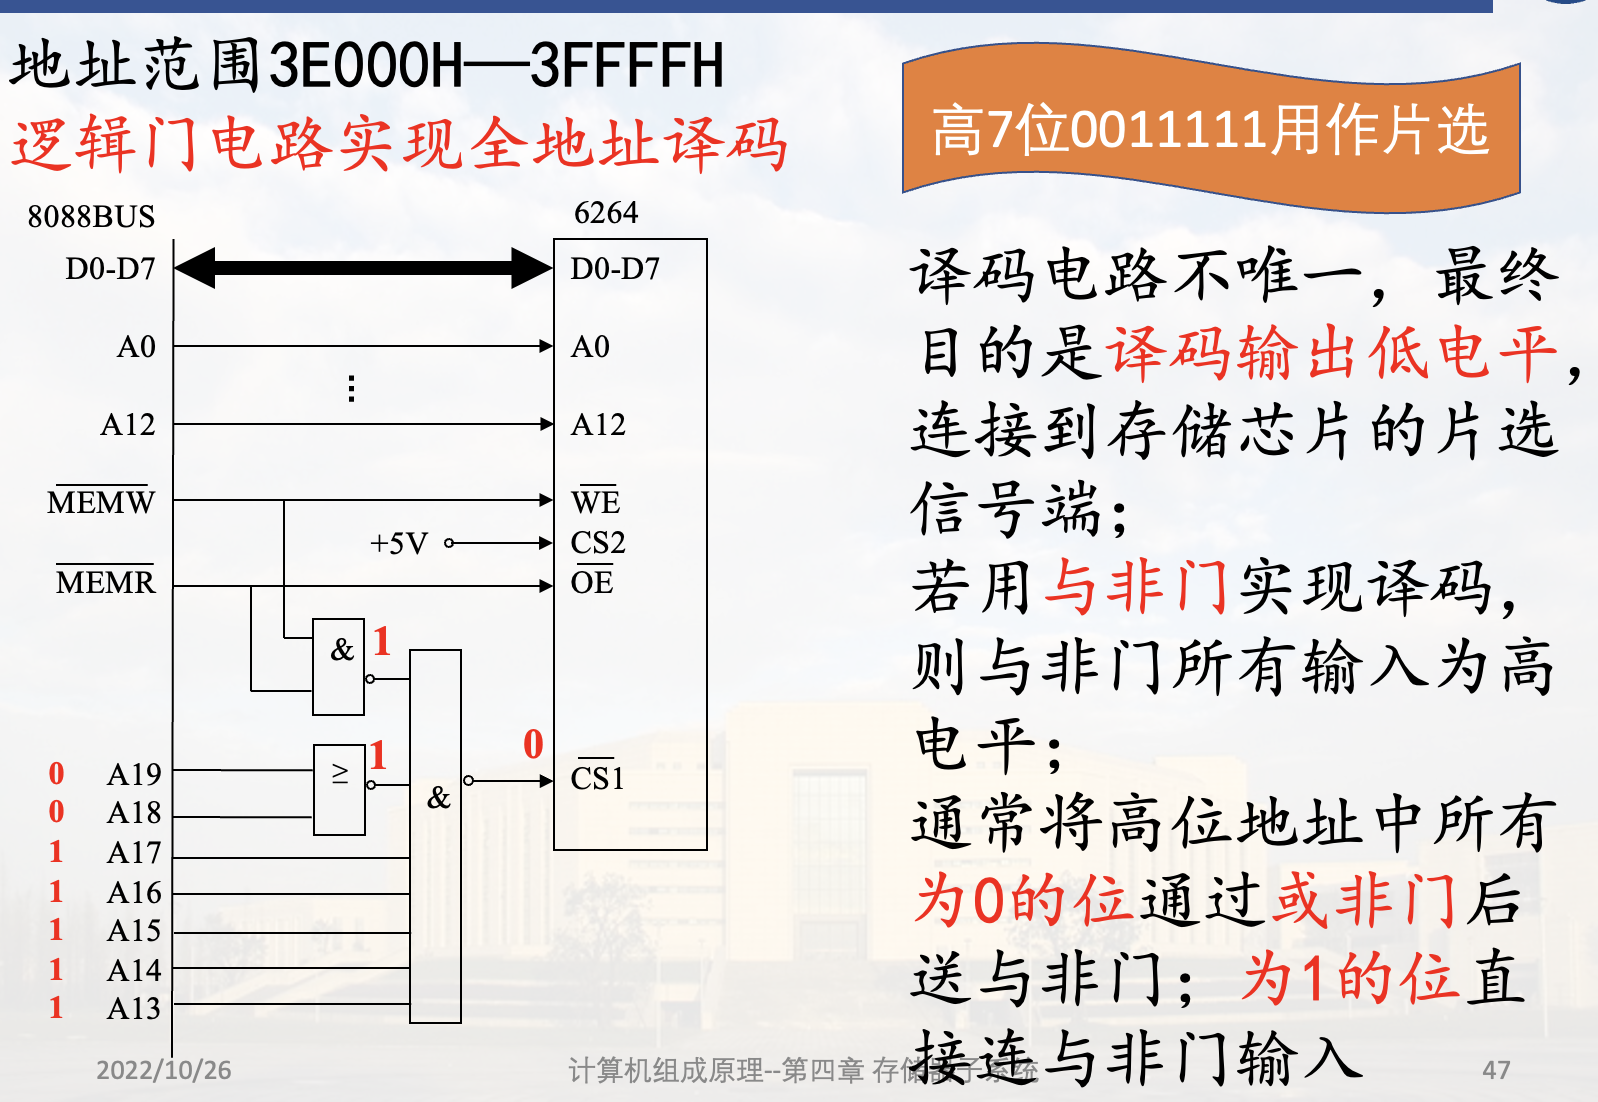 地址范围3E000H——3FFFFH
逻辑门电路实现全地址译码
高7位0011111用作片选
8088BUS
6264
D0-D7
D0-D7
A0
A0
⋮
A12
A12
MEMW
WE
+5V
CS2
MEMR
OE
&
1
≥
1
0
&
CS1
0 A19
0 A18
1 A17
1 A16
1 A15
1 A14
1 A13
译码电路不唯一，最终
目的是译码输出低电平，
连接到存储芯片的片选
信号端；
若用与非门实现译码，
则与非门所有输入为高
电平；
通常将高位地址中所有
为0的位通过或非门后
送与非门；为1的位直
接连与非门输入
2022/10/26
计算机组成原理--第四章 存储器子系统
47